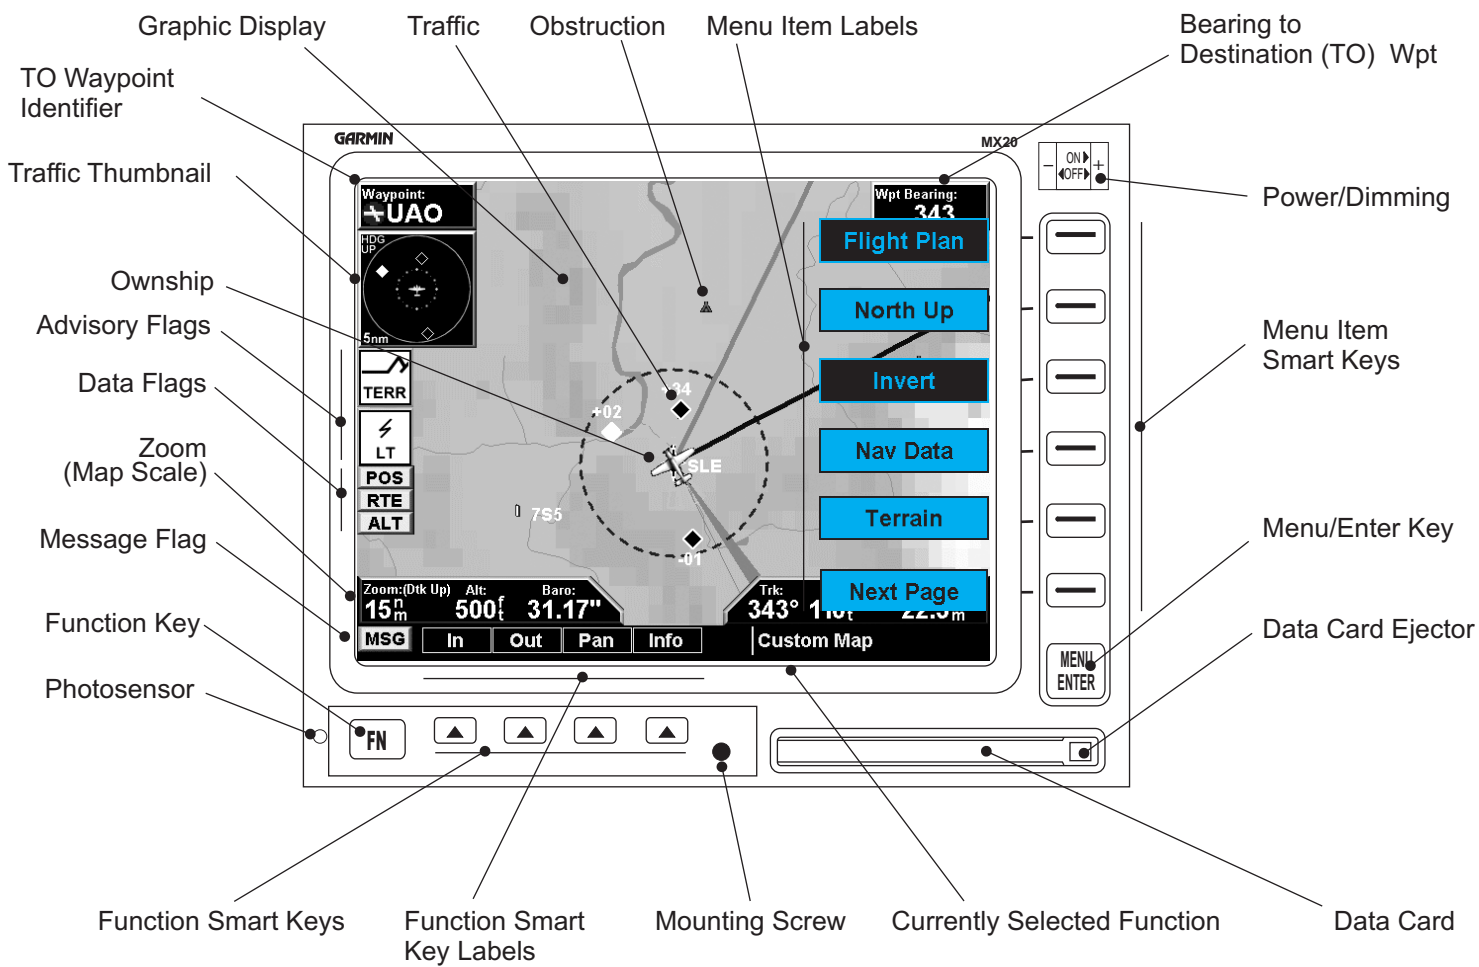 Graphic Display
Traffic
Obstruction
Menu Item Labels
Bearing to
Destination (TO) Wpt
TO Waypoint
Identifier
Traffic Thumbnail
Ownship
Advisory Flags
Data Flags
Zoom
(Map Scale)
Message Flag
Function Key
Photosensor
GARMIN
MX20
ON
OFF
- +
Power/Dimming
Waypoint:
UAO
Wpt Bearing:
343
HDG
UP
5nm
Flight Plan
North Up
Invert
Nav Data
Terrain
Next Page
Menu Item
Smart Keys
TERR
LT
POS
RTE
ALT
+34
+02
SLE
7S5
-01
Zoom:(Dtk Up) Alt: Baro: Trk:
15 nm 500 ft 31.17" 343°
MSG In Out Pan Info Custom Map
Menu/Enter Key
Data Card Ejector
MENU
ENTER
FN
Function Smart Keys
Function Smart
Key Labels
Mounting Screw
Currently Selected Function
Data Card